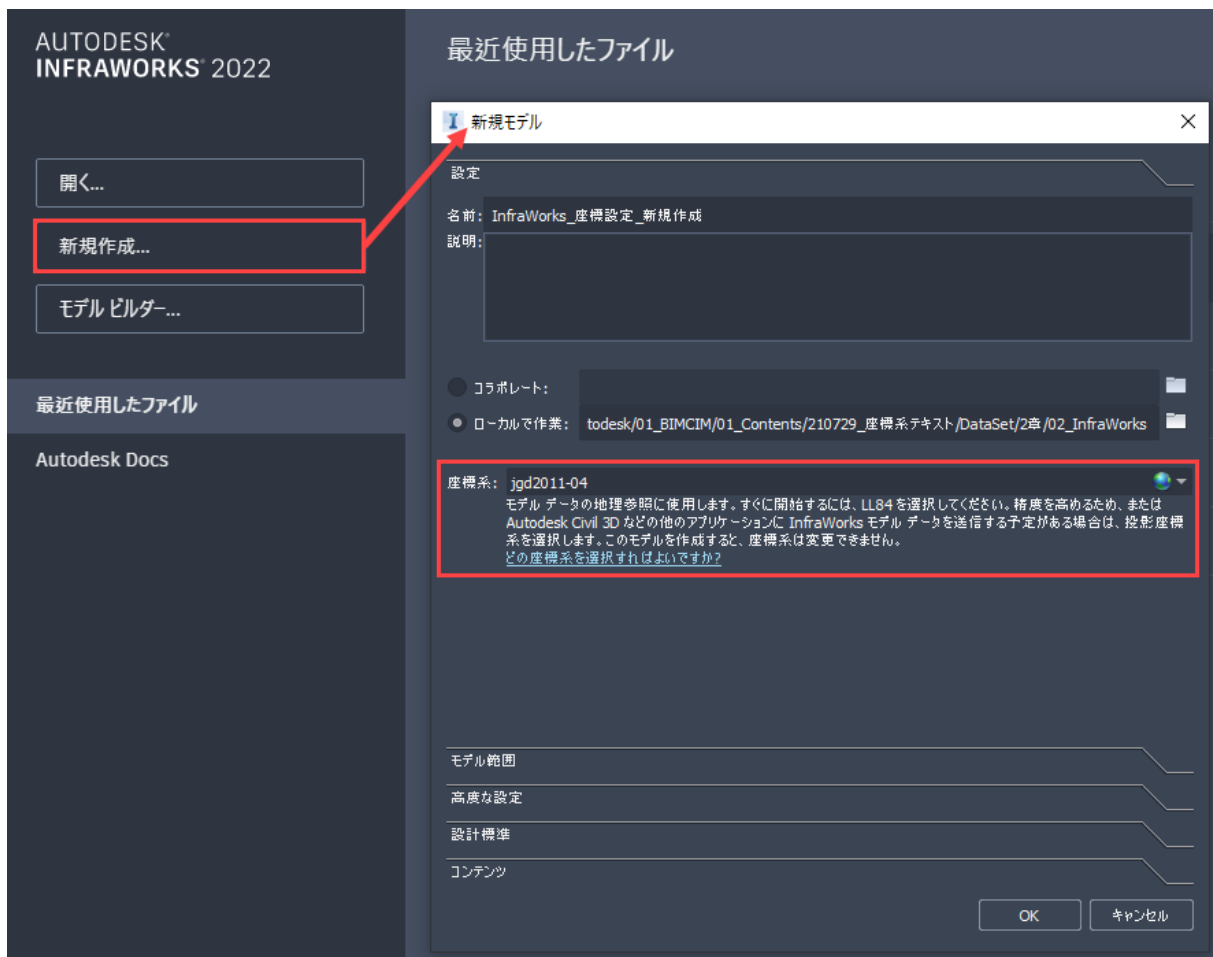 AUTODESK®
INFRAWORKS® 2022
開く...
新規作成...
モデル ビルダー...
最近使用したファイル
Autodesk Docs
最近使用したファイル
I 新規モデル
設定
名前: InfraWorks_座標設定_新規作成
説明:
コラボレート:
ローカルで作業: todesk/01_BIMCIM/01_Contents/210729_座標系テキスト/DataSet/2章/02_InfraWorks
座標系: jgd2011-04
モデル データの地理参照に使用します。すぐに開始するには、LL84 を選択してください。精度を高めるため、または
Autodesk Civil 3D などの他のアプリケーションに InfraWorks モデル データを送信する予定がある場合は、投影座標
系を選択します。このモデルを作成すると、座標系は変更できません。
どの座標系を選択すればよいですか?
モデル範囲
高度な設定
設計標準
コンテンツ
OK キャンセル